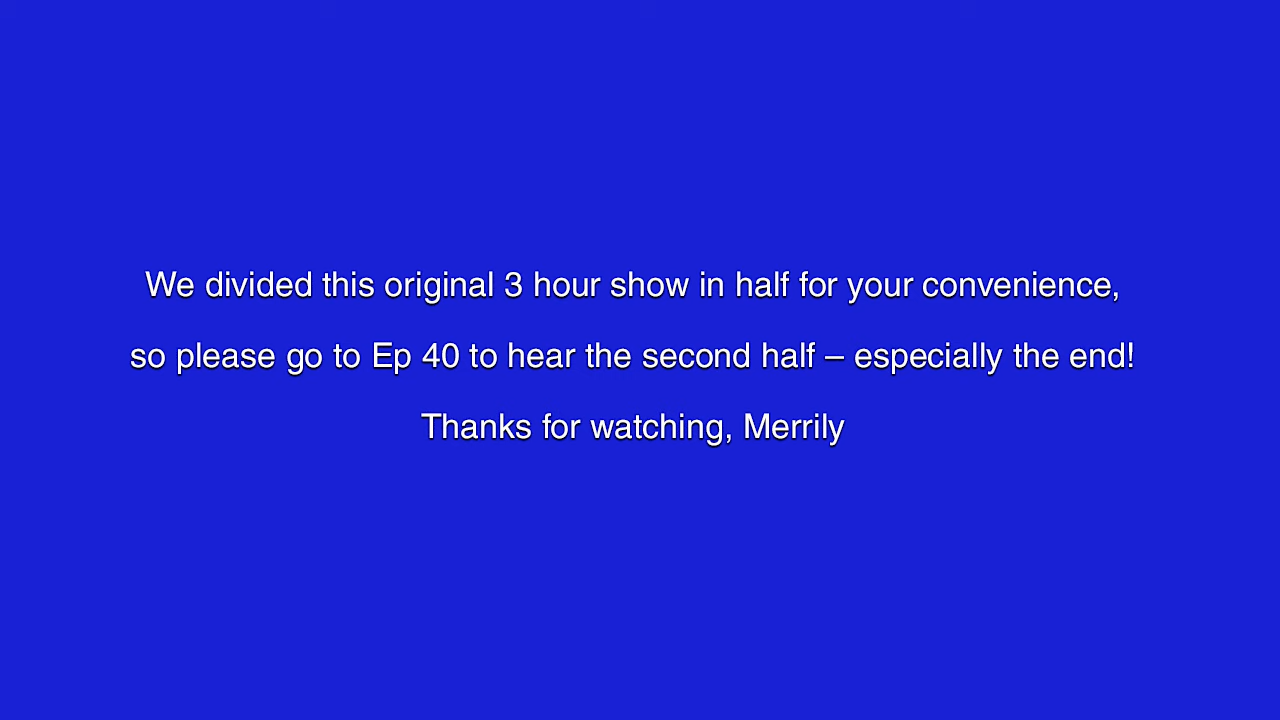 We divided this original 3 hour show in half for your convenience,
so please go to Ep 40 to hear the second half – especially the end!
Thanks for watching, Merrily